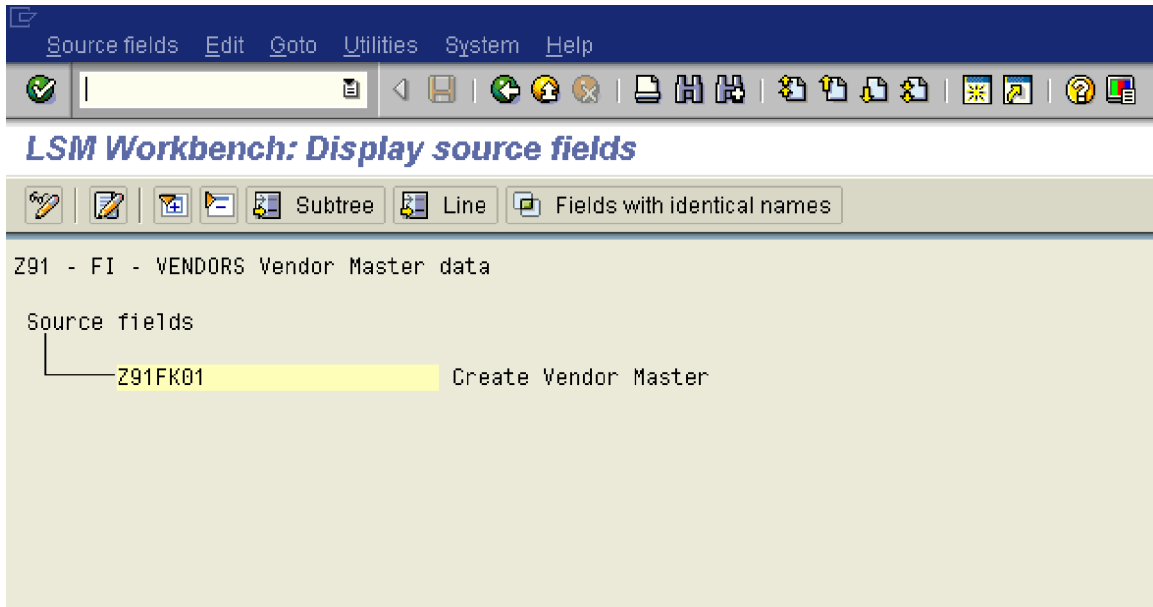 Source fields Edit Goto Utilities System Help
LSM Workbench: Display source fields
Subtree Line Fields with identical names
Z91 - FI - VENDORS Vendor Master data
Source fields
Z91FK01 Create Vendor Master